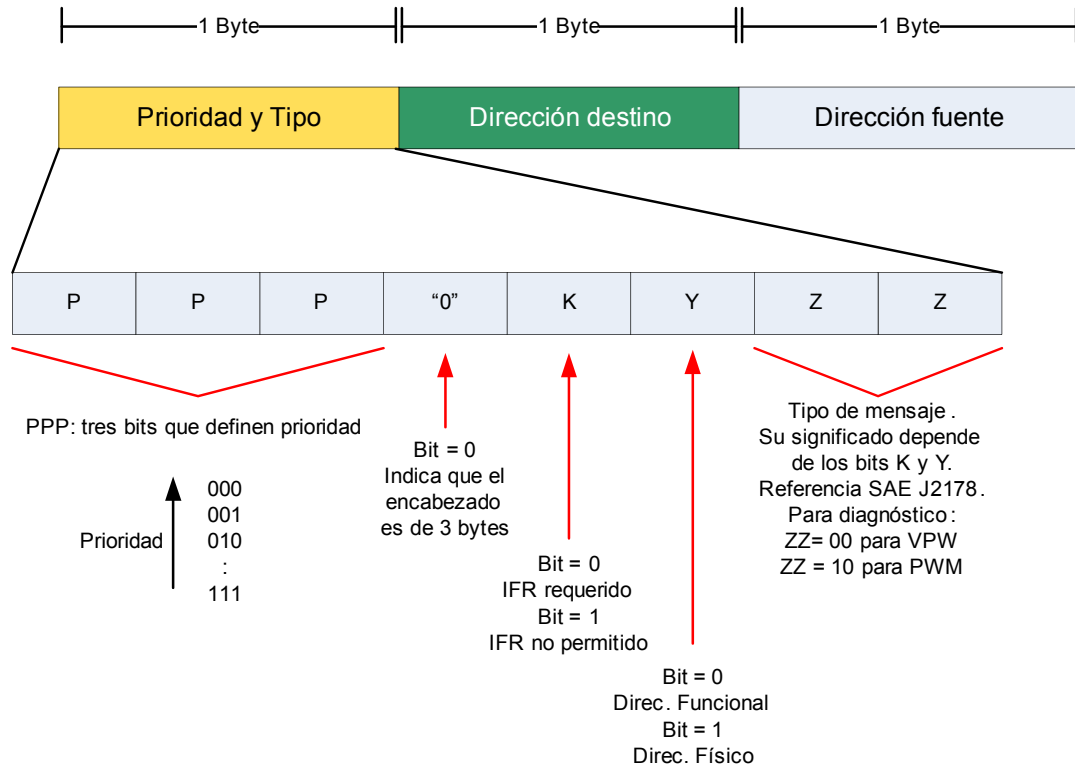 1 Byte 1 Byte 1 Byte
Prioridad y Tipo Dirección destino Dirección fuente
P P P “0” K Y Z Z
PPP: tres bits que definen prioridad
Prioridad
000
001
010
:
111
Bit = 0
Indica que el
encabezado
es de 3 bytes
Bit = 0
IFR requerido
Bit = 1
IFR no permitido
Bit = 0
Direc. Funcional
Bit = 1
Direc. Físico
Tipo de mensaje.
Su significado depende
de los bits K y Y.
Referencia SAE J2178.
Para diagnóstico:
ZZ= 00 para VPW
ZZ = 10 para PWM